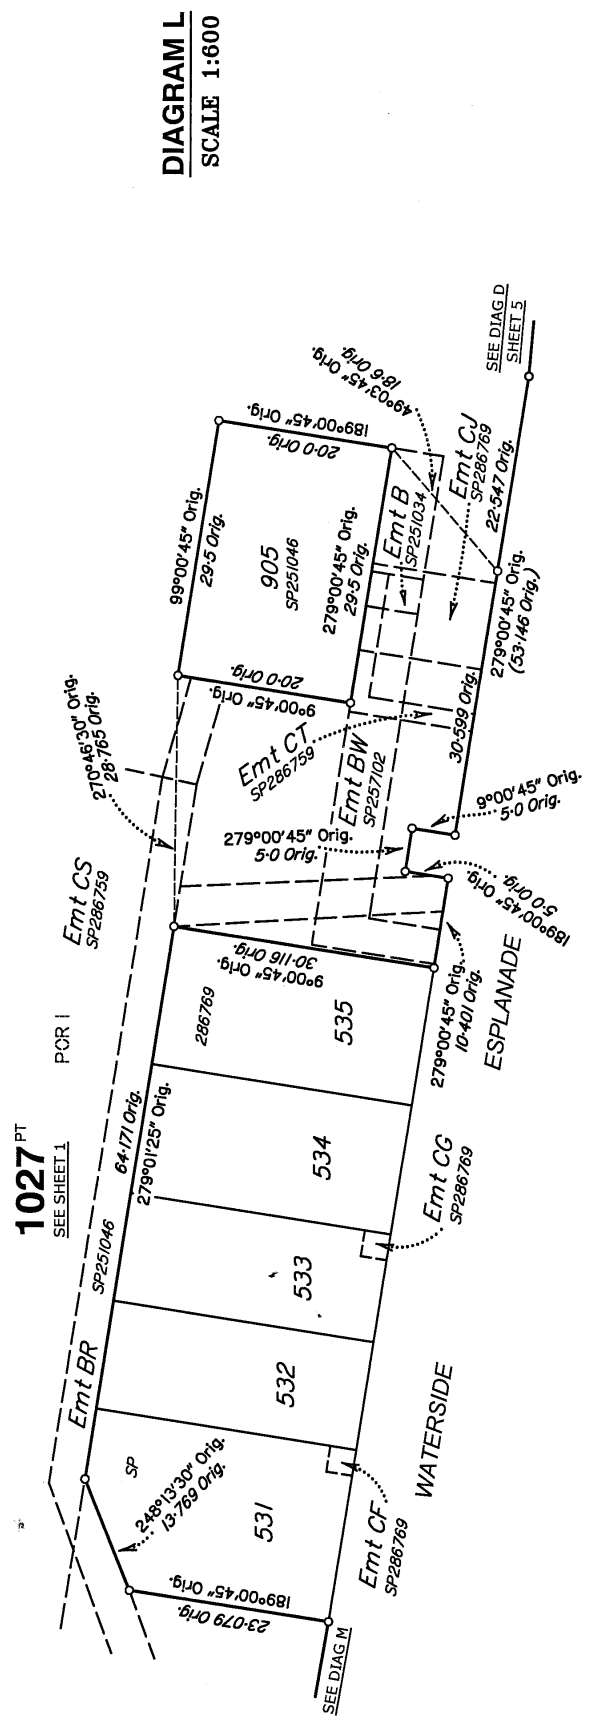 DIAGRAM L
SCALE 1:600
SEE DIAG D
SHEET 5
49°03'45" Orig.
18·6 Orig.
189°00'45" Orig.
20·0 Orig.
99°00'45" Orig.
29·5 Orig.
905
SP251046
279°00'45" Orig.
29·5 Orig.
Emt B
SP251034
Emt CJ
SP286769
22·547 Orig.
279°00'45" Orig.
(53·146 Orig.)
30·599 Orig.
20·0 Orig.
9°00'45" Orig.
270°46'30" Orig.
28·765 Orig.
Emt CT
SP286759
Emt BW
SP257102
279°00'45" Orig.
5·0 Orig.
9°00'45" Orig.
5·0 Orig.
189°00'45" Orig.
5·0 Orig.
Emt CS
SP286759
9°00'45" Orig.
30·116 Orig.
279°00'45" Orig.
10·401 Orig.
ESPLANADE
286769
535
POR 1
1027 PT
SEE SHEET 1
64·171 Orig.
279°01'25" Orig.
534
Emt CG
SP286769
SP251046
533
Emt BR
532
WATERSIDE
SP
248°13'30" Orig.
13·769 Orig.
531
Emt CF
SP286769
189°00'45" Orig.
23·079 Orig.
SEE DIAG M